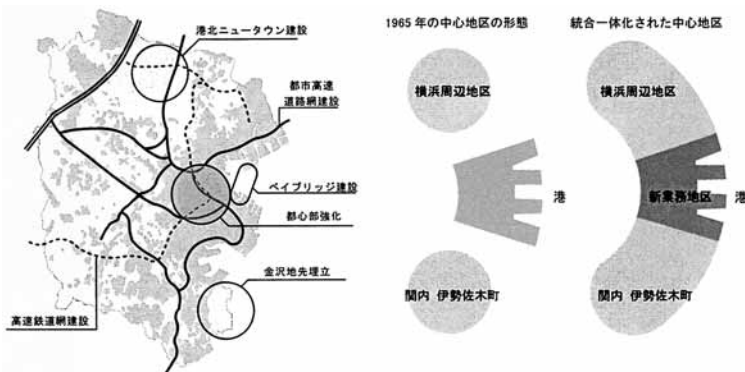 港北ニュータウン建設
都市高速
道路網建設
ベイブリッジ建設
都心部強化
金沢地先埋立
高速鉄道網建設
1965年の中心地区の形態
横浜周辺地区
港
関内 伊勢佐木町
統合一体化された中心地区
横浜周辺地区
新業務地区
港
関内 伊勢佐木町